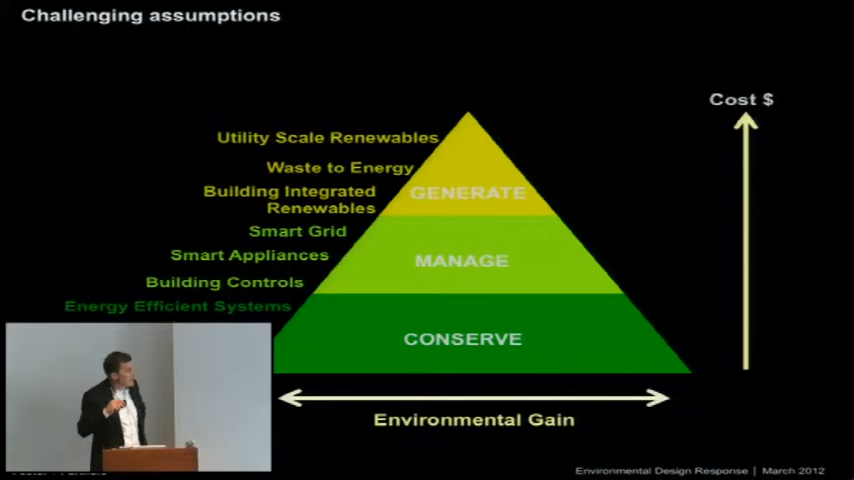 Challenging assumptions
Cost $
Utility Scale Renewables
Waste to Energy
Building Integrated
Renewables
GENERATE
Smart Grid
Smart Appliances
MANAGE
Building Controls
Energy Efficient Systems
CONSERVE
Environmental Gain
Environmental Design Response | March 2012